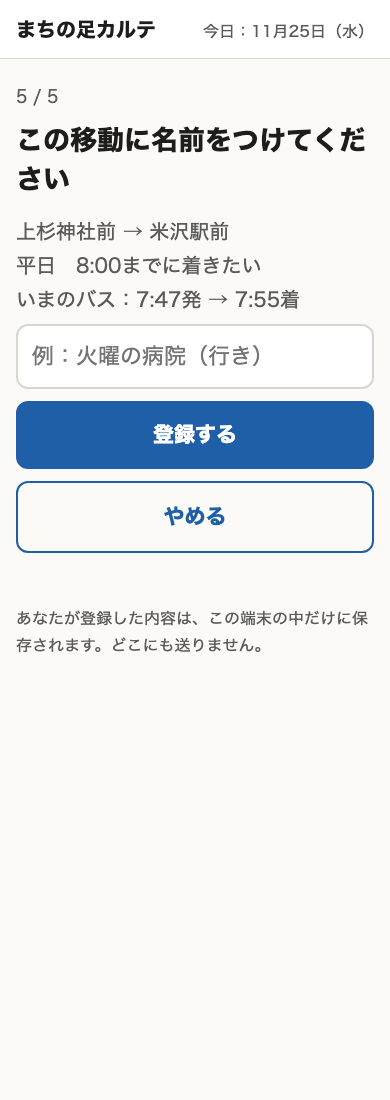 まちの足カルテ
今日：11月25日（水）
5 / 5
この移動に名前をつけてくだ
さい
上杉神社前 → 米沢駅前
平日　8:00までに着きたい
いまのバス：7:47発 → 7:55着
例：火曜の病院（行き）
登録する
やめる
あなたが登録した内容は、この端末の中だけに保
存されます。どこにも送りません。